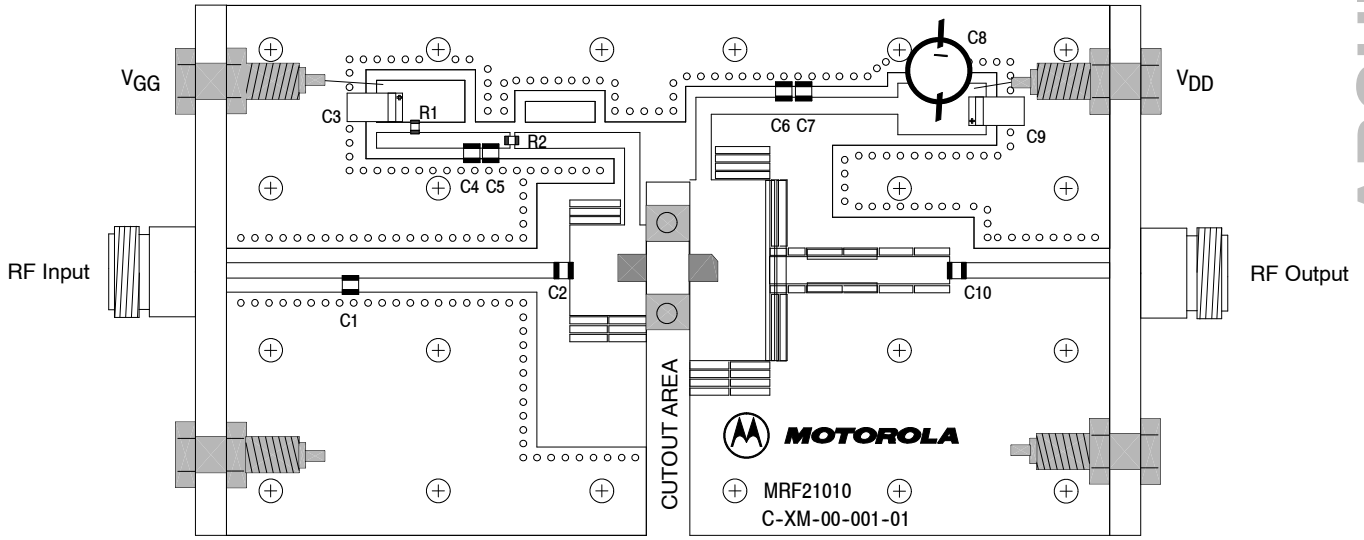 C8
VGG
VDD
C3
+
R1
C6 C7
+
C9
R2
C4 C5
RF Input
C2
C10
RF Output
C1
CUTOUT AREA
MOTOROLA
MRF21010
C-XM-00-001-01